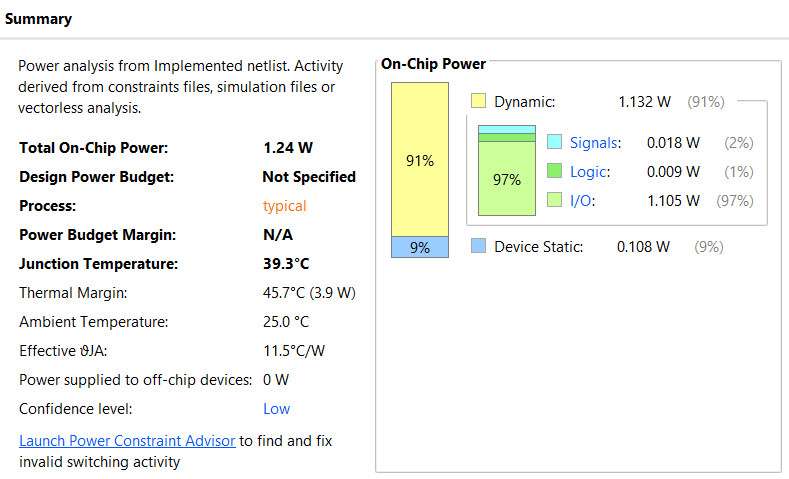 Summary
Power analysis from Implemented netlist. Activity
derived from constraints files, simulation files or
vectorless analysis.
Total On-Chip Power: 1.24 W
Design Power Budget: Not Specified
Process: typical
Power Budget Margin: N/A
Junction Temperature: 39.3°C
Thermal Margin: 45.7°C (3.9 W)
Ambient Temperature: 25.0 °C
Effective ϑJA: 11.5°C/W
Power supplied to off-chip devices: 0 W
Confidence level: Low
Launch Power Constraint Advisor to find and fix
invalid switching activity
On-Chip Power
91%
9%
Dynamic: 1.132 W (91%)
97%
Signals: 0.018 W (2%)
Logic: 0.009 W (1%)
I/O: 1.105 W (97%)
Device Static: 0.108 W (9%)